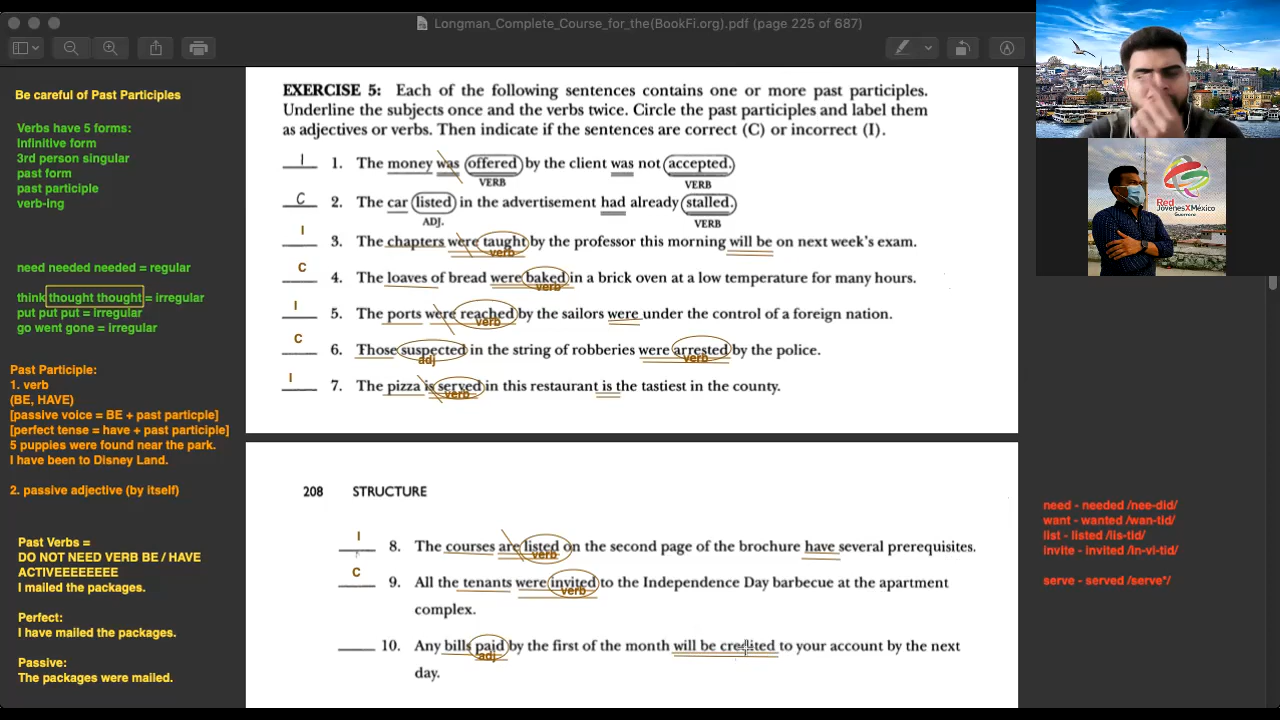 Longman_Complete_Course_for_the(BookFi.org).pdf (page 225 of 687)
Be careful of Past Participles
Verbs have 5 forms:
Infinitive form
3rd person singular
past form
past participle
verb-ing
need needed needed = regular
think thought thought = irregular
put put put = irregular
go went gone = irregular
Past Participle:
1. verb
(BE, HAVE)
[passive voice = BE + past particple]
[perfect tense = have + past participle]
5 puppies were found near the park.
I have been to Disney Land.
2. passive adjective (by itself)
Past Verbs =
DO NOT NEED VERB BE / HAVE
ACTIVEEEEEEEE
I mailed the packages.
Perfect:
I have mailed the packages.
Passive:
The packages were mailed.
EXERCISE 5: Each of the following sentences contains one or more past participles.
Underline the subjects once and the verbs twice. Circle the past participles and label them
as adjectives or verbs. Then indicate if the sentences are correct (C) or incorrect (I).
I 1. The money was offered by the client was not accepted.
VERB VERB
C 2. The car listed in the advertisement had already stalled.
ADJ. VERB
I 3. The chapters were taught by the professor this morning will be on next week's exam.
verb
C 4. The loaves of bread were baked in a brick oven at a low temperature for many hours.
verb
I 5. The ports were reached by the sailors were under the control of a foreign nation.
verb
C 6. Those suspected in the string of robberies were arrested by the police.
adj verb
I 7. The pizza is served in this restaurant is the tastiest in the county.
verb
208 STRUCTURE
I 8. The courses are listed on the second page of the brochure have several prerequisites.
verb
C 9. All the tenants were invited to the Independence Day barbecue at the apartment
verb
complex.
10. Any bills paid by the first of the month will be credited to your account by the next
adj
day.
Red
JóvenesXMéxico
Guerrero
need - needed /nee-did/
want - wanted /wan-tid/
list - listed /lis-tid/
invite - invited /in-vi-tid/
serve - served /serve*/